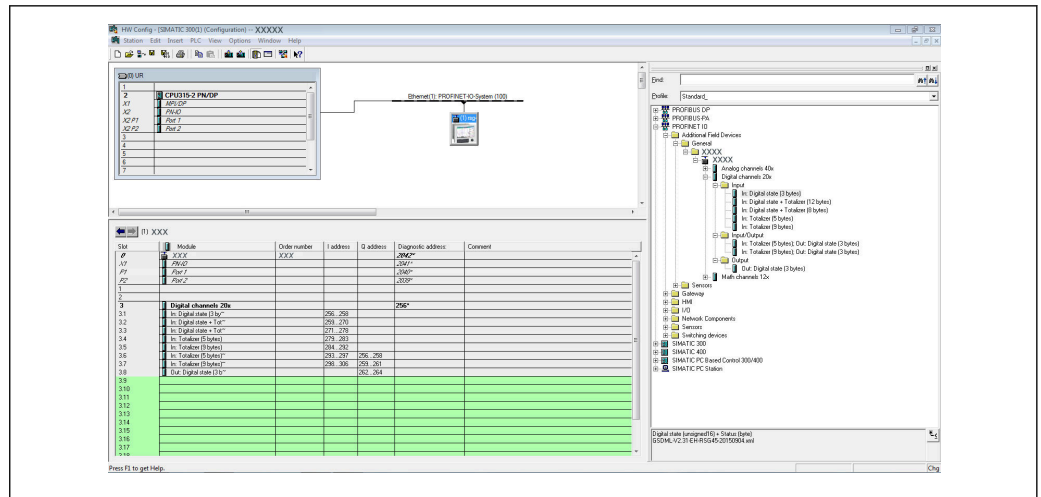 HW Config - [SIMATIC 300(1) (Configuration) -- XXXXX
Station Edit Insert PLC View Options Window Help
(0) UR
1
2 CPU315-2 PN/DP
X1 MPI/DP
X2 PN-IO
X2 P1 Port 1
X2 P2 Port 2
3
4
5
6
7
Ethernet(1): PROFINET-IO-System (100)
Find:
Profile: Standard_
PROFIBUS DP
PROFIBUS-PA
PROFINET IO
Additional Field Devices
General
XXXX
XXXX
Analog channels 40x
Digital channels 20x
Input
In: Digital state (3 bytes)
In: Digital state + Totalizer (12 bytes)
In: Digital state + Totalizer (8 bytes)
In: Totalizer (5 bytes)
In: Totalizer (9 bytes)
Input/Output
In: Totalizer (5 bytes); Out: Digital state (3 bytes)
In: Totalizer (9 bytes); Out: Digital state (3 bytes)
Output
Out: Digital state (3 bytes)
Math channels 12x
Sensors
Gateway
HMI
I/O
Network Components
Sensors
Switching devices
SIMATIC 300
SIMATIC 400
SIMATIC PC Based Control 300/400
SIMATIC PC Station
(1) XXX
Slot Module Order number I address Q address Diagnostic address: Comment
0 XXX XXX 2042*
X1 PN-IO 2041*
P1 Port 1 2040*
P2 Port 2 2039*
1
2
3 Digital channels 20x 256*
3.1 In: Digital state (3 by~ 256...258
3.2 In: Digital state + Tot~ 259...270
3.3 In: Digital state + Tot~ 271...278
3.4 In: Totalizer (5 bytes) 279...283
3.5 In: Totalizer (9 bytes) 284...292
3.6 In: Totalizer (5 bytes)~ 293...297 256...258
3.7 In: Totalizer (9 bytes)~ 298...306 259...261
3.8 Out: Digital state (3 b~ 262...264
3.9
3.10
3.11
3.12
3.13
3.14
3.15
3.16
3.17
Digital state (unsigned16) + Status (byte)
GSDML-V2.31-EH-RSG45-20150904.xml
Press F1 to get Help.
Chg